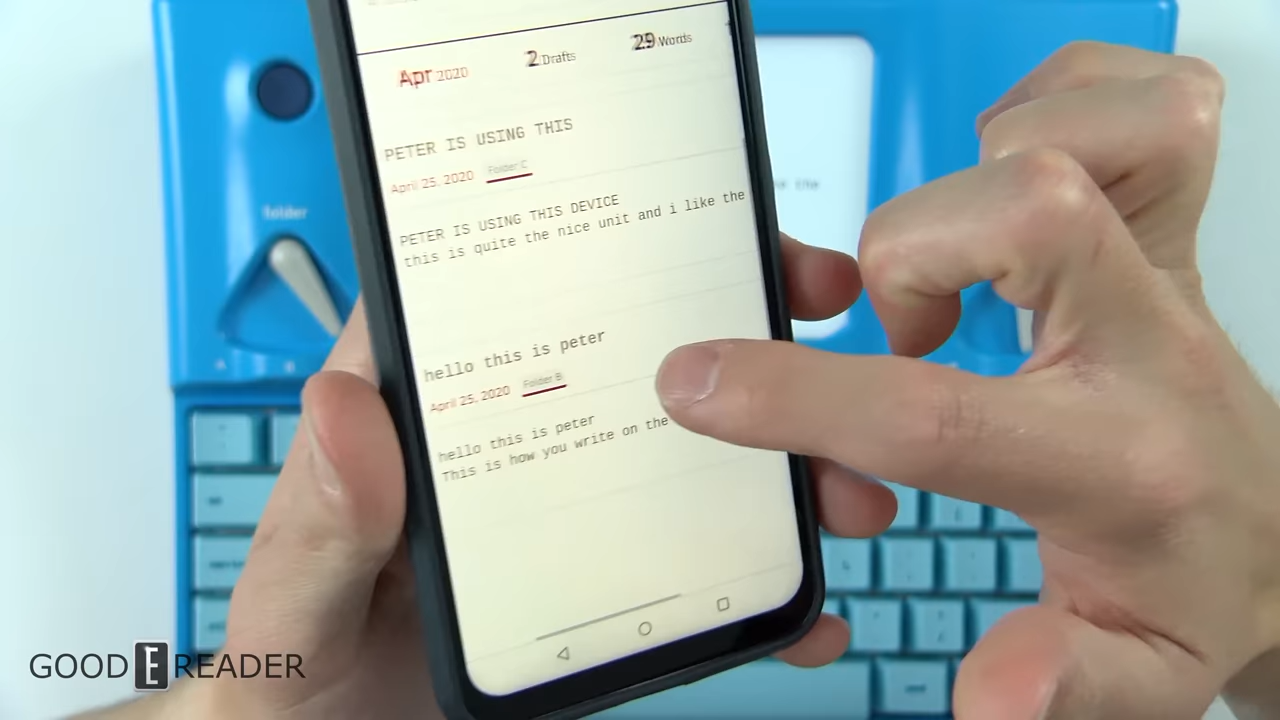 Apr 2020 2 Drafts 29 Words
PETER IS USING THIS
April 25, 2020 Folder C
PETER IS USING THIS DEVICE
this is quite the nice unit and i like the
hello this is peter
April 25, 2020 Folder B
hello this is peter
This is how you write on the
folder
the
GOOD E READER